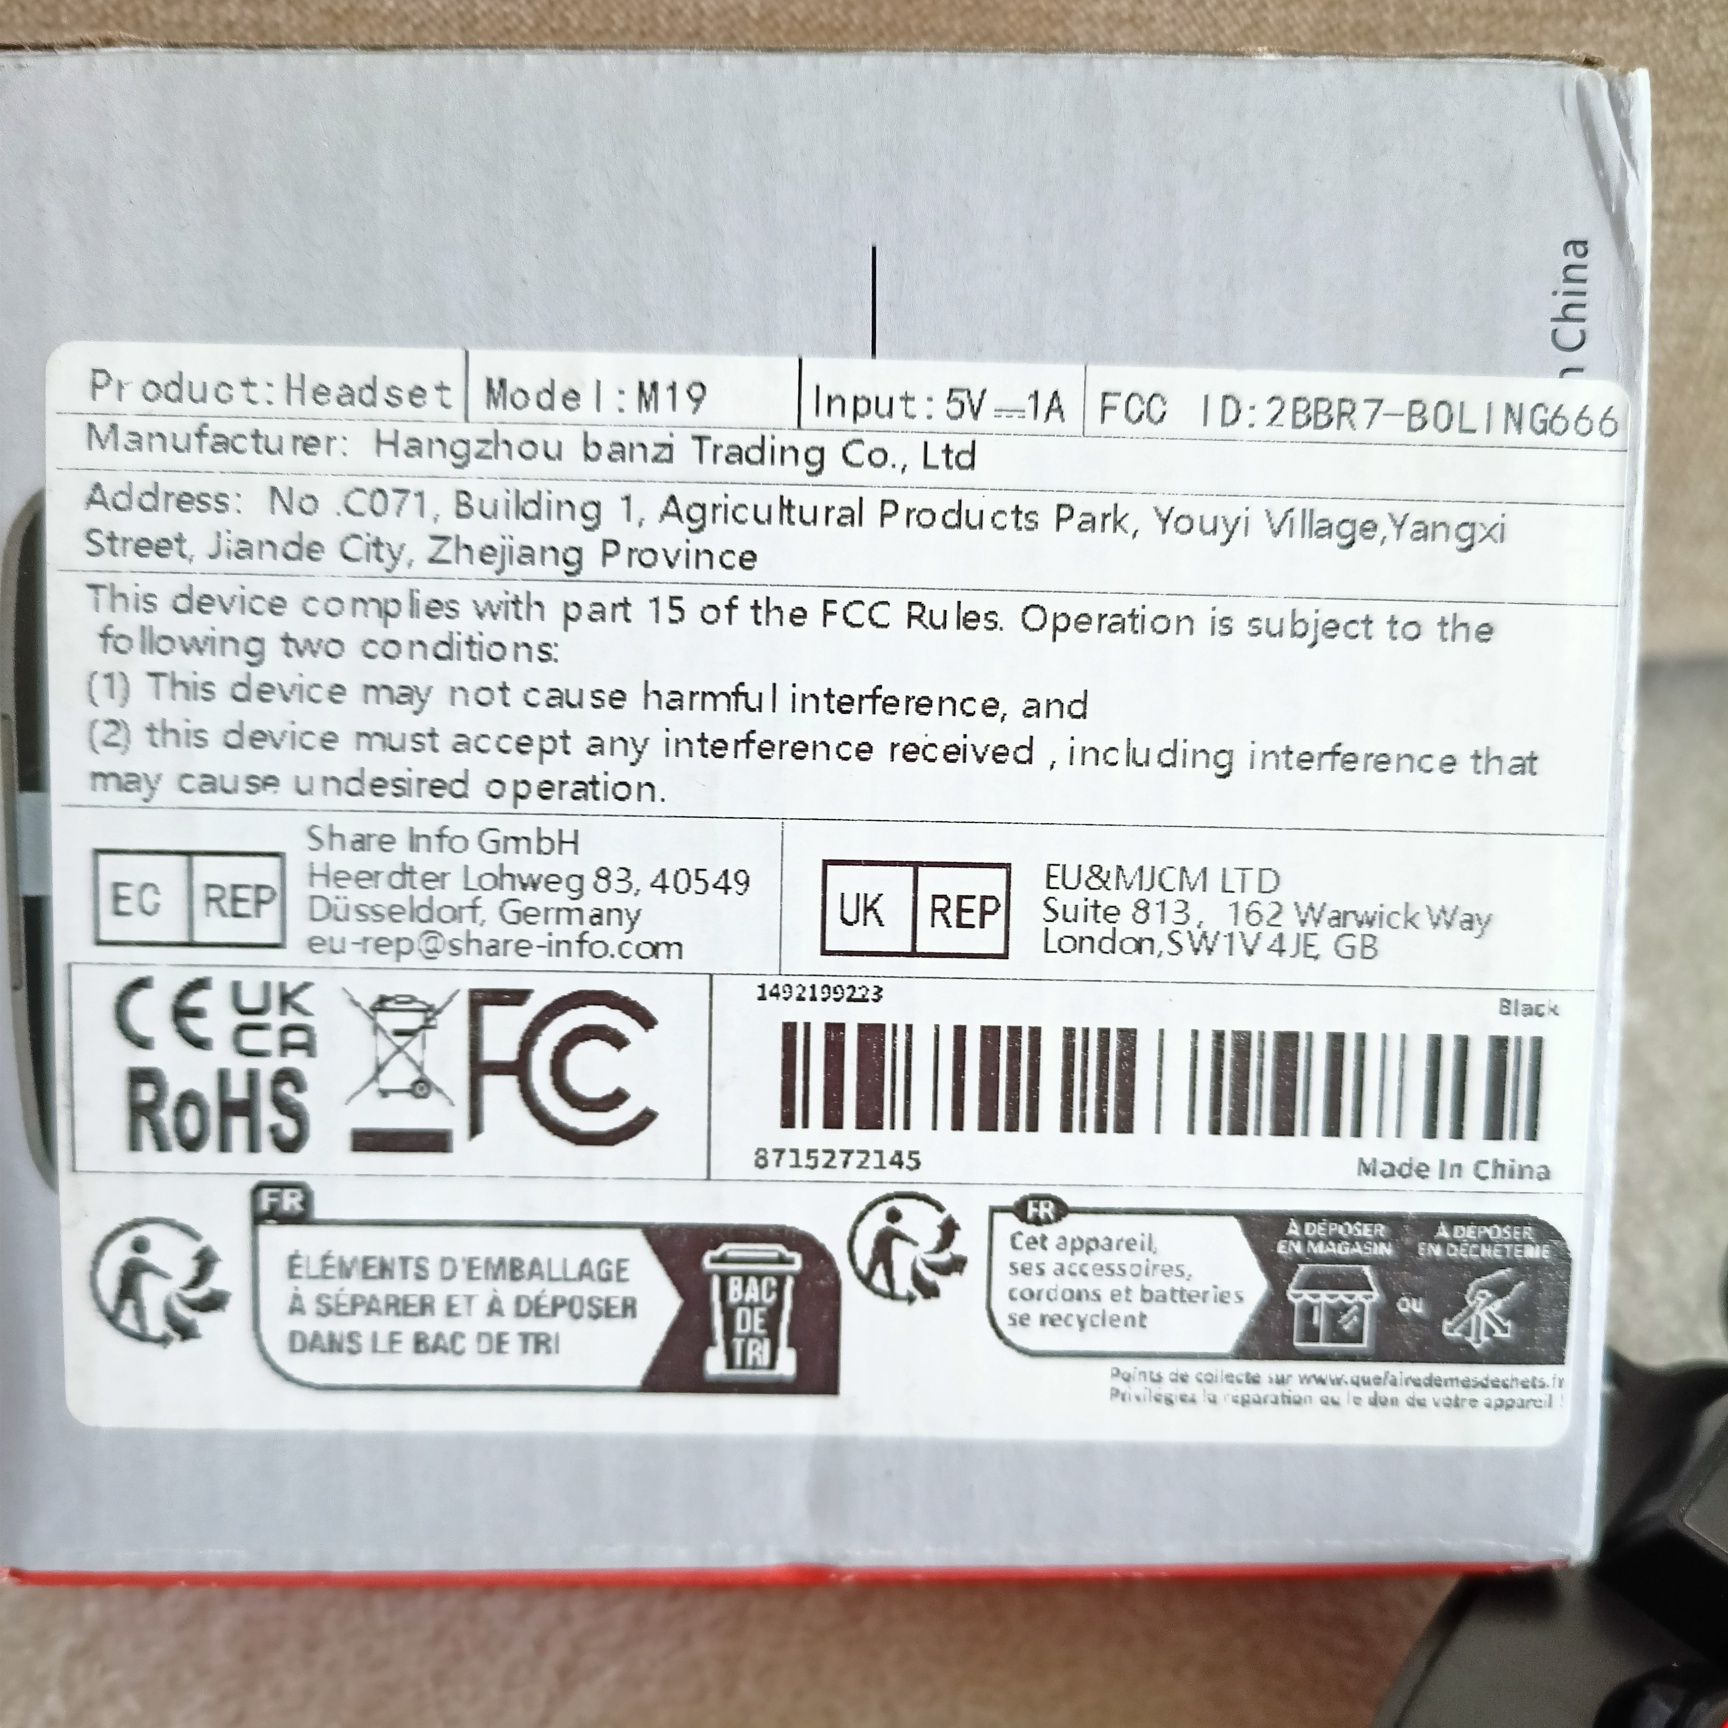 n China
Product:Headset Model:M19 Input:5V⎓1A FCC ID:2BBR7-BOLING666
Manufacturer: Hangzhou banzi Trading Co., Ltd
Address: No .C071, Building 1, Agricultural Products Park, Youyi Village,Yangxi
Street, Jiande City, Zhejiang Province
This device complies with part 15 of the FCC Rules. Operation is subject to the
following two conditions:
(1) This device may not cause harmful interference, and
(2) this device must accept any interference received , including interference that
may cause undesired operation.
EC REP
Share Info GmbH
Heerdter Lohweg 83, 40549
Düsseldorf, Germany
eu-rep@share-info.com
UK REP
EU&MJCM LTD
Suite 813, 162 Warwick Way
London,SW1V 4JE, GB
CE UK
CA
RoHS
FC
1492199223 Black
8715272145 Made In China
FR
ÉLÉMENTS D'EMBALLAGE
À SÉPARER ET À DÉPOSER
DANS LE BAC DE TRI
BAC
DE
TRI
FR
Cet appareil,
ses accessoires,
cordons et batteries
se recyclent
À DÉPOSER
EN MAGASIN
OU
À DÉPOSER
EN DÉCHÈTERIE
Points de collecte sur www.quefairedemesdechets.fr
Privilégiez la réparation ou le don de votre appareil !